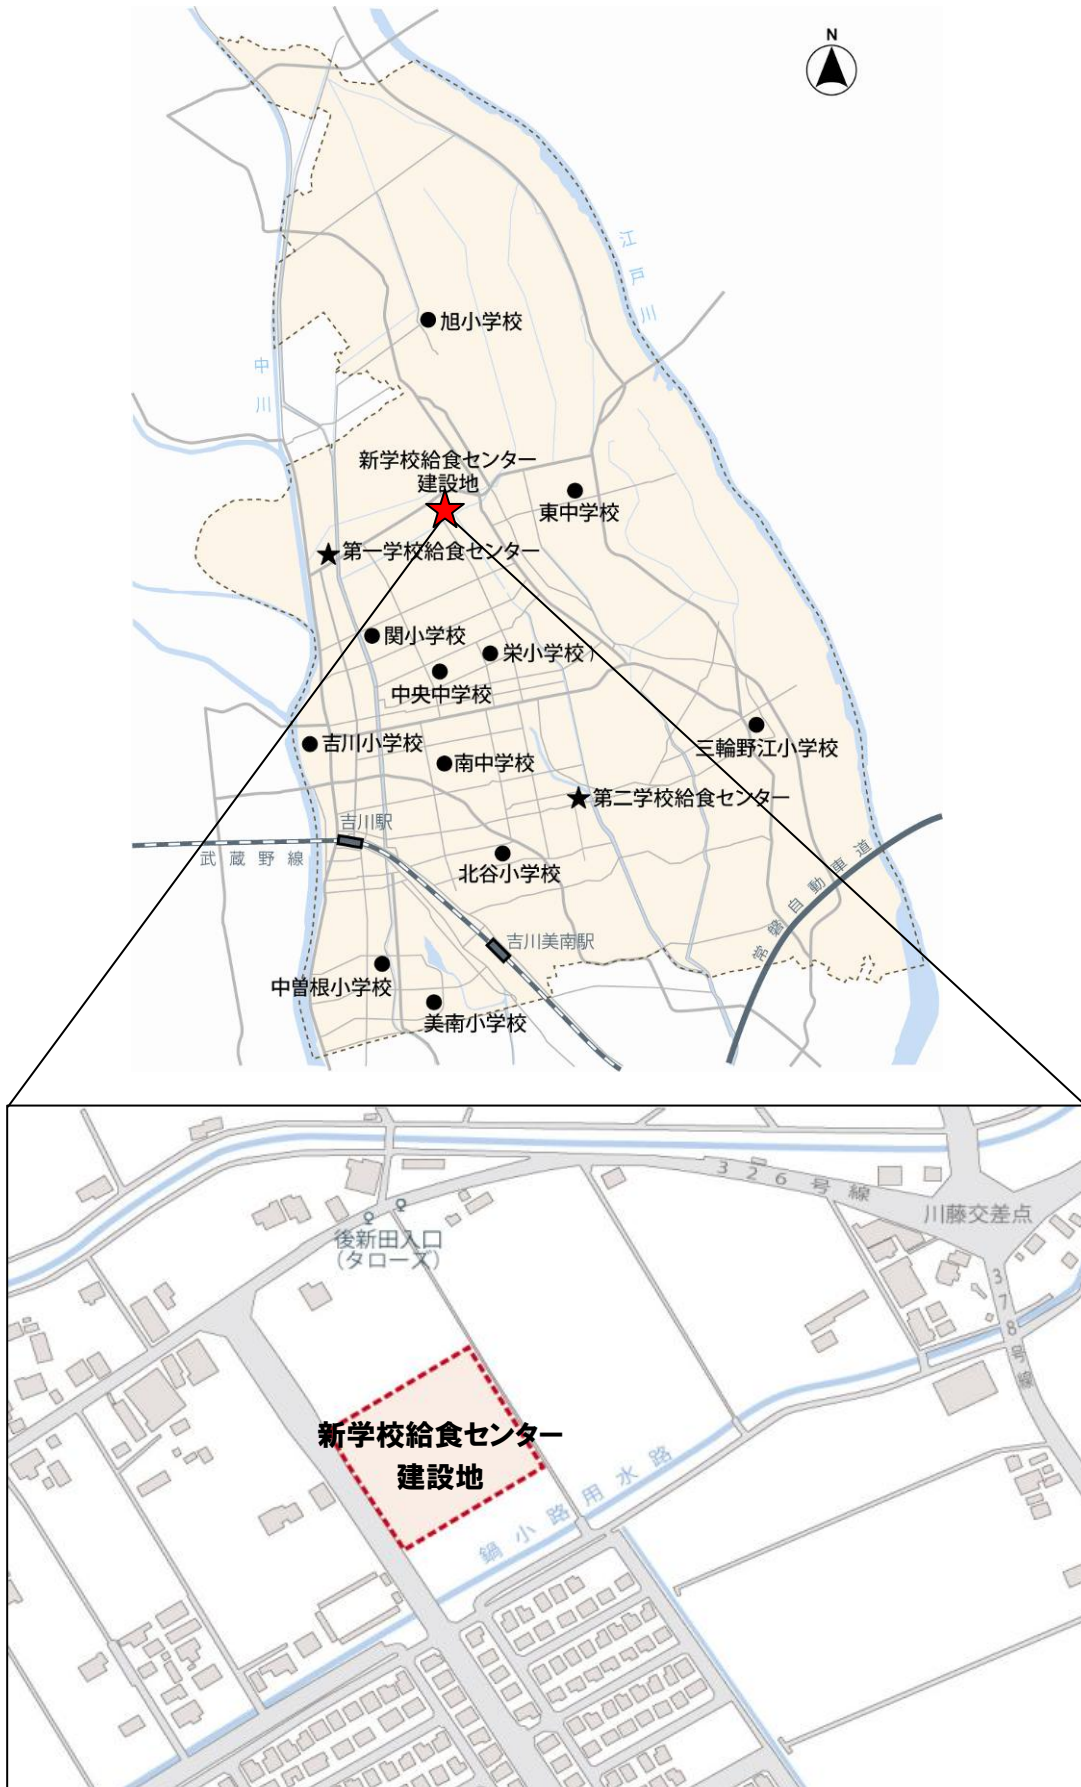 N
江戸川
旭小学校
中川
新学校給食センター
建設地
東中学校
第一学校給食センター
関小学校
栄小学校
中央中学校
三輪野江小学校
吉川小学校
南中学校
第二学校給食センター
吉川駅
武蔵野線
北谷小学校
常磐自動車道
吉川美南駅
中曽根小学校
美南小学校
326号線
川藤交差点
後新田入口
(タローズ)
378号線
新学校給食センター
建設地
鍋小路用水路